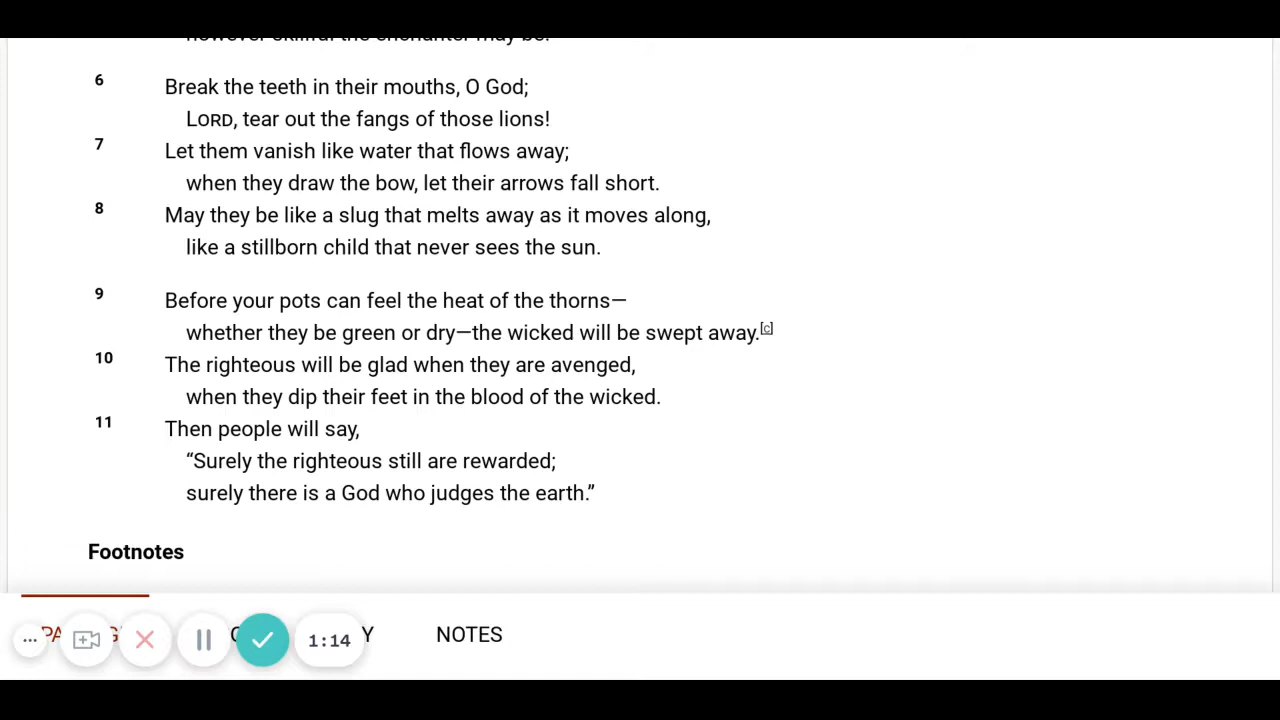 however skillful the enchanter may be.
6 Break the teeth in their mouths, O God;
LORD, tear out the fangs of those lions!
7 Let them vanish like water that flows away;
when they draw the bow, let their arrows fall short.
8 May they be like a slug that melts away as it moves along,
like a stillborn child that never sees the sun.
9 Before your pots can feel the heat of the thorns—
whether they be green or dry—the wicked will be swept away.[c]
10 The righteous will be glad when they are avenged,
when they dip their feet in the blood of the wicked.
11 Then people will say,
“Surely the righteous still are rewarded;
surely there is a God who judges the earth.”
Footnotes
NOTES
1:14